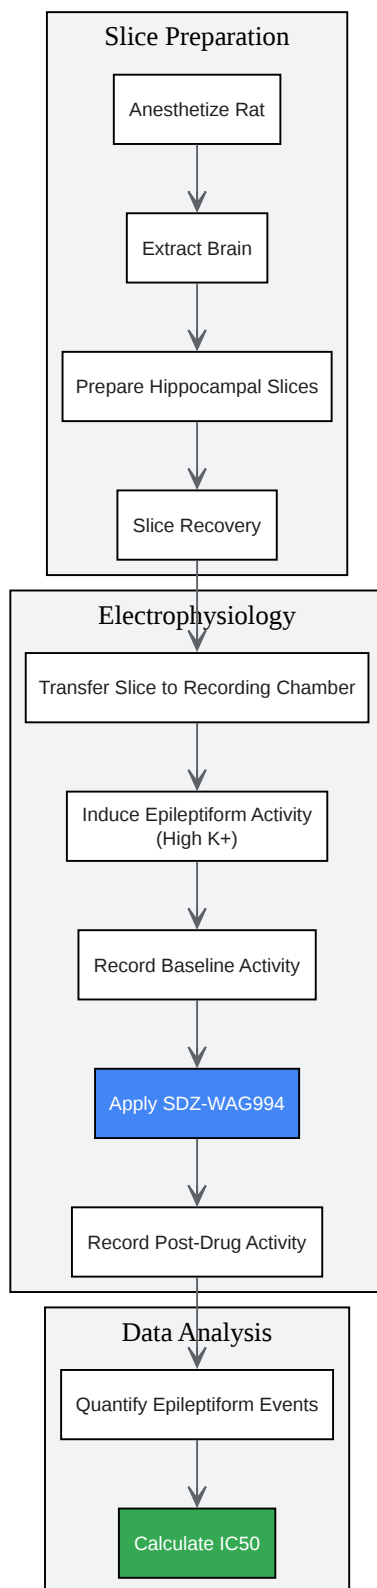 Slice Preparation
Anesthetize Rat
Extract Brain
Prepare Hippocampal Slices
Slice Recovery
Electrophysiology
Transfer Slice to Recording Chamber
Induce Epileptiform Activity
(High K+)
Record Baseline Activity
Apply SDZ-WAG994
Record Post-Drug Activity
Data Analysis
Quantify Epileptiform Events
Calculate IC50